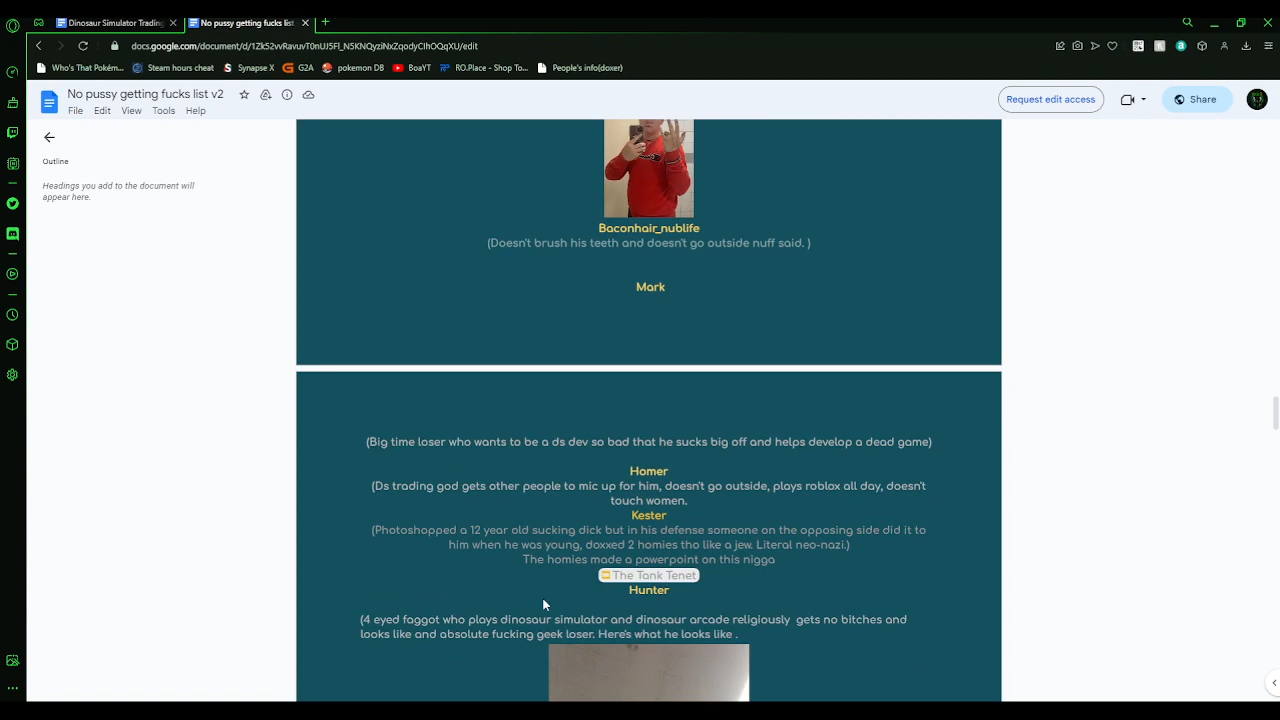 Dinosaur Simulator Trading
No pussy getting fucks list v2
docs.google.com/document/d/1Zk52vvRavuvT0nUJ5Fl_N5KNQyziNxZqodyCIhOQqXU/edit
Who's That Pokém...
Steam hours cheat
Synapse X
G2A
pokemon DB
BoaYT
RO.Place - Shop To...
People's info(doxer)
No pussy getting fucks list v2
File Edit View Tools Help
Request edit access
Share
Outline
Headings you add to the document will
appear here.
Baconhair_nublife
(Doesn't brush his teeth and doesn't go outside nuff said. )
Mark
(Big time loser who wants to be a ds dev so bad that he sucks big off and helps develop a dead game)
Homer
(Ds trading god gets other people to mic up for him, doesn't go outside, plays roblox all day, doesn't
touch women.
Kester
(Photoshopped a 12 year old sucking dick but in his defense someone on the opposing side did it to
him when he was young, doxxed 2 homies tho like a jew. Literal neo-nazi.)
The homies made a powerpoint on this nigga
The Tank Tenet
Hunter
(4 eyed faggot who plays dinosaur simulator and dinosaur arcade religiously gets no bitches and
looks like and absolute fucking geek loser. Here's what he looks like .